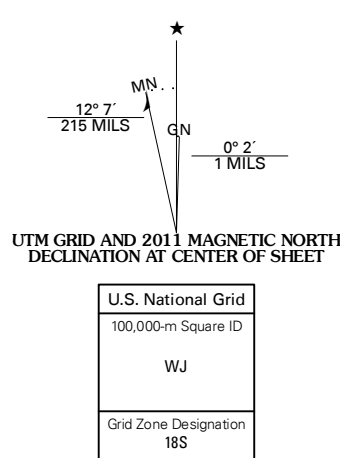 ★
MN
GN
12° 7´
215 MILS
0° 2´
1 MILS
UTM GRID AND 2011 MAGNETIC NORTH
DECLINATION AT CENTER OF SHEET
U.S. National Grid
100,000-m Square ID
WJ
Grid Zone Designation
18S